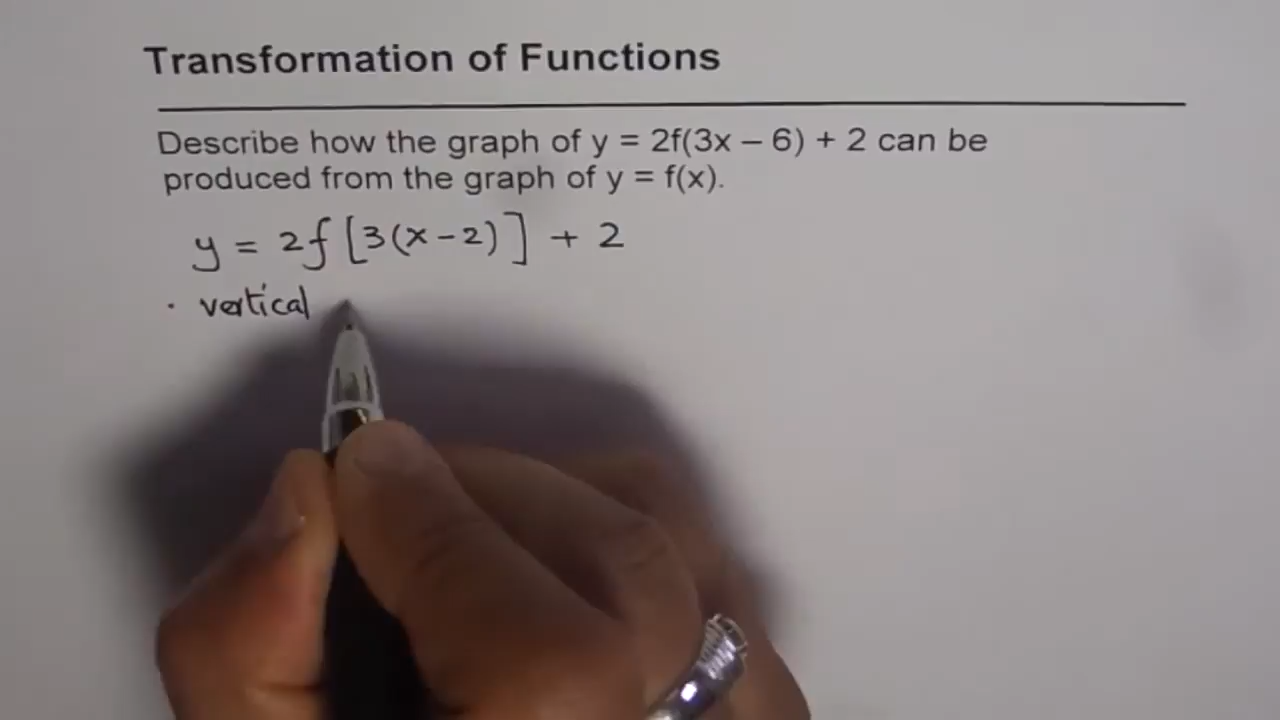 Transformation of Functions
Describe how the graph of y = 2f(3x – 6) + 2 can be
produced from the graph of y = f(x).
y = 2f[3(x-2)] + 2
· vertical